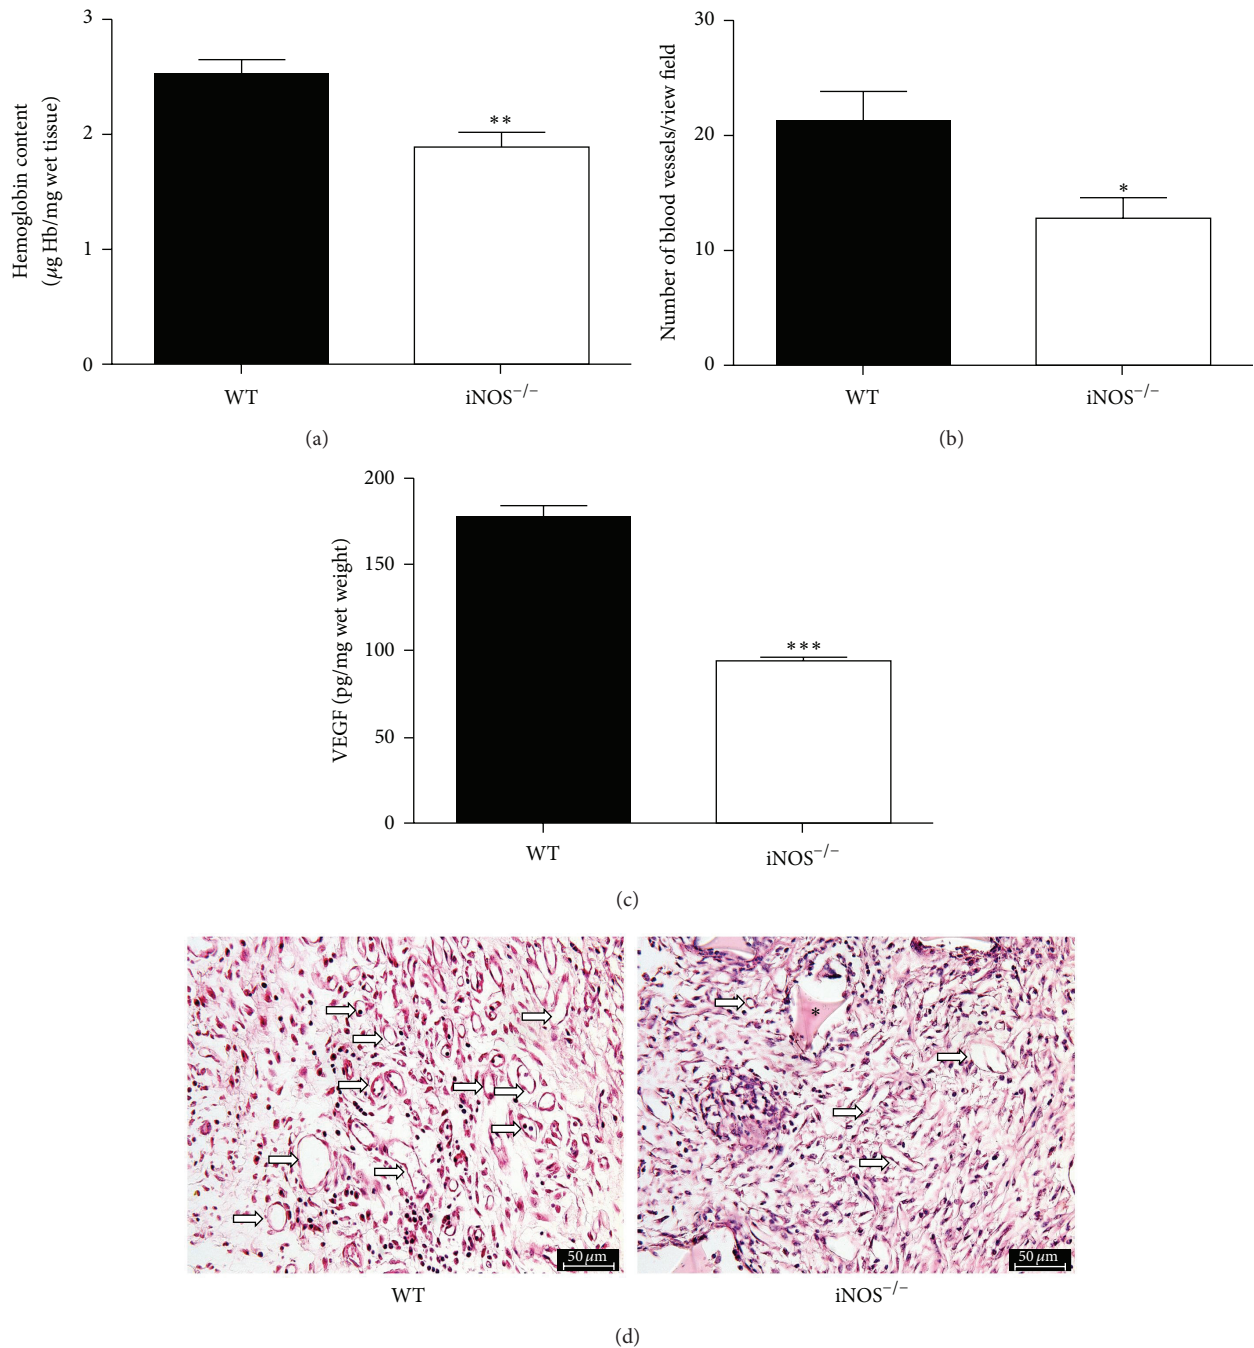 3
2
1
0
Hemoglobin content
(μg Hb/mg wet tissue)
**
WT
iNOS−/−
(a)
30
20
10
0
Number of blood vessels/view field
*
WT
iNOS−/−
(b)
200
150
100
50
0
VEGF (pg/mg wet weight)
***
WT
iNOS−/−
(c)
50 μm
WT
*
50 μm
iNOS−/−
(d)